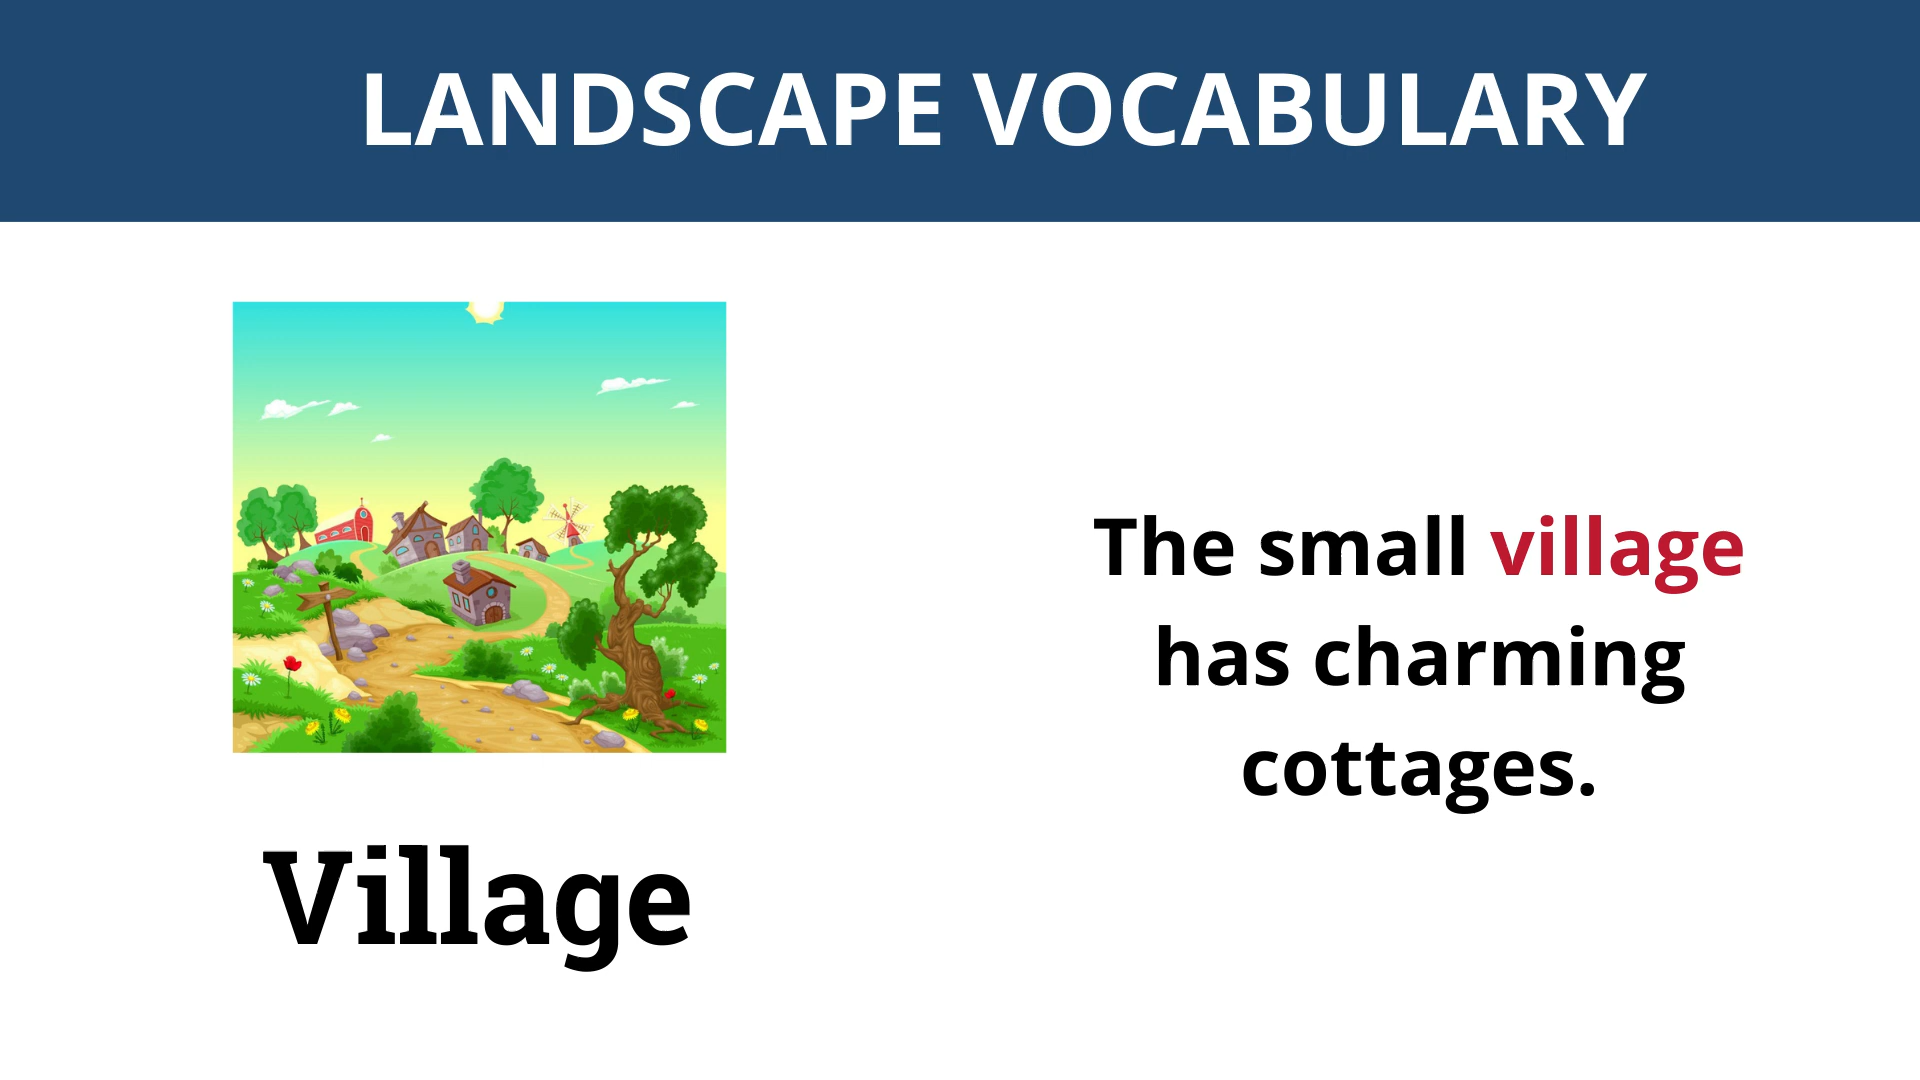 LANDSCAPE VOCABULARY
Village
The small village
has charming
cottages.